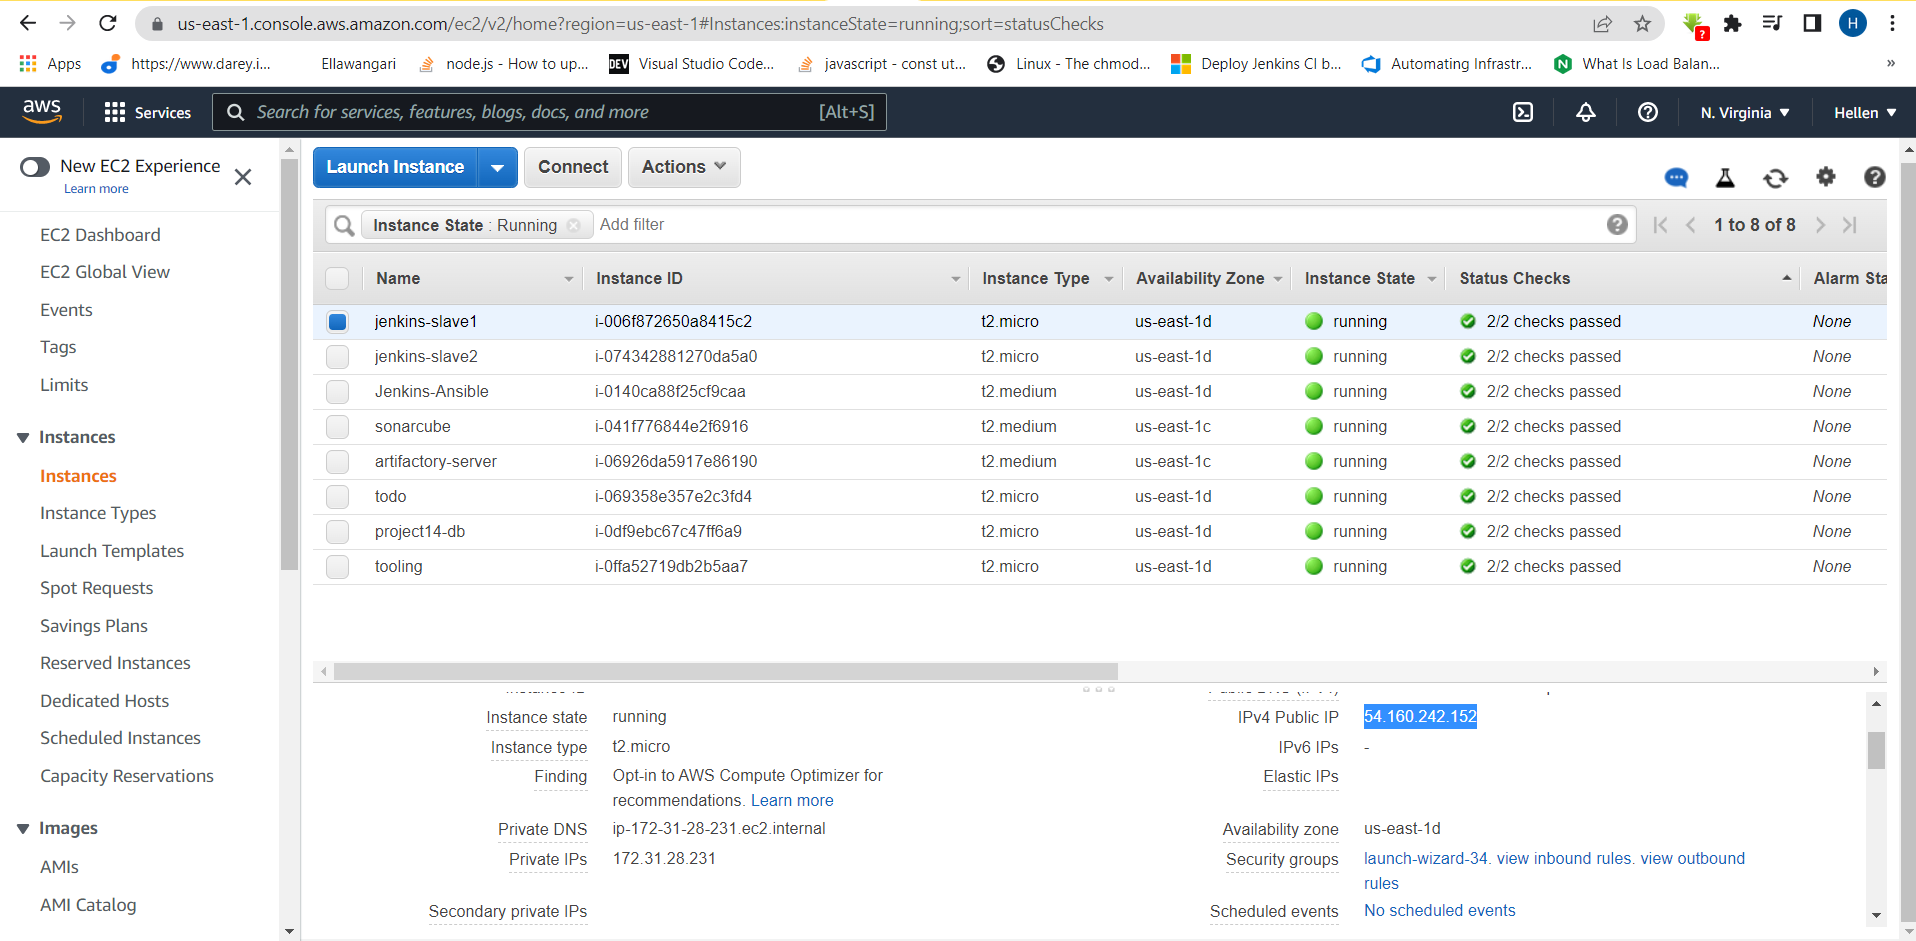 us-east-1.console.aws.amazon.com/ec2/v2/home?region=us-east-1#Instances:instanceState=running;sort=statusChecks
? H
Apps https://www.darey.i... Ellawangari node.js - How to up... DEV Visual Studio Code... javascript - const ut... Linux - The chmod... Deploy Jenkins CI b... Automating Infrastr... N What Is Load Balan... »
aws Services Search for services, features, blogs, docs, and more [Alt+S] N. Virginia Hellen
New EC2 Experience
Learn more
EC2 Dashboard
EC2 Global View
Events
Tags
Limits
Instances
Instances
Instance Types
Launch Templates
Spot Requests
Savings Plans
Reserved Instances
Dedicated Hosts
Scheduled Instances
Capacity Reservations
Images
AMIs
AMI Catalog
Launch Instance Connect Actions
Instance State : Running Add filter 1 to 8 of 8
Name Instance ID Instance Type Availability Zone Instance State Status Checks Alarm Sta
jenkins-slave1 i-006f872650a8415c2 t2.micro us-east-1d running 2/2 checks passed None
jenkins-slave2 i-074342881270da5a0 t2.micro us-east-1d running 2/2 checks passed None
Jenkins-Ansible i-0140ca88f25cf9caa t2.medium us-east-1d running 2/2 checks passed None
sonarcube i-041f776844e2f6916 t2.medium us-east-1c running 2/2 checks passed None
artifactory-server i-06926da5917e86190 t2.medium us-east-1c running 2/2 checks passed None
todo i-069358e357e2c3fd4 t2.micro us-east-1d running 2/2 checks passed None
project14-db i-0df9ebc67c47ff6a9 t2.micro us-east-1d running 2/2 checks passed None
tooling i-0ffa52719db2b5aa7 t2.micro us-east-1d running 2/2 checks passed None
Instance state running
Instance type t2.micro
Finding Opt-in to AWS Compute Optimizer for
recommendations. Learn more
Private DNS ip-172-31-28-231.ec2.internal
Private IPs 172.31.28.231
Secondary private IPs
IPv4 Public IP 54.160.242.152
IPv6 IPs -
Elastic IPs
Availability zone us-east-1d
Security groups launch-wizard-34. view inbound rules. view outbound
rules
Scheduled events No scheduled events